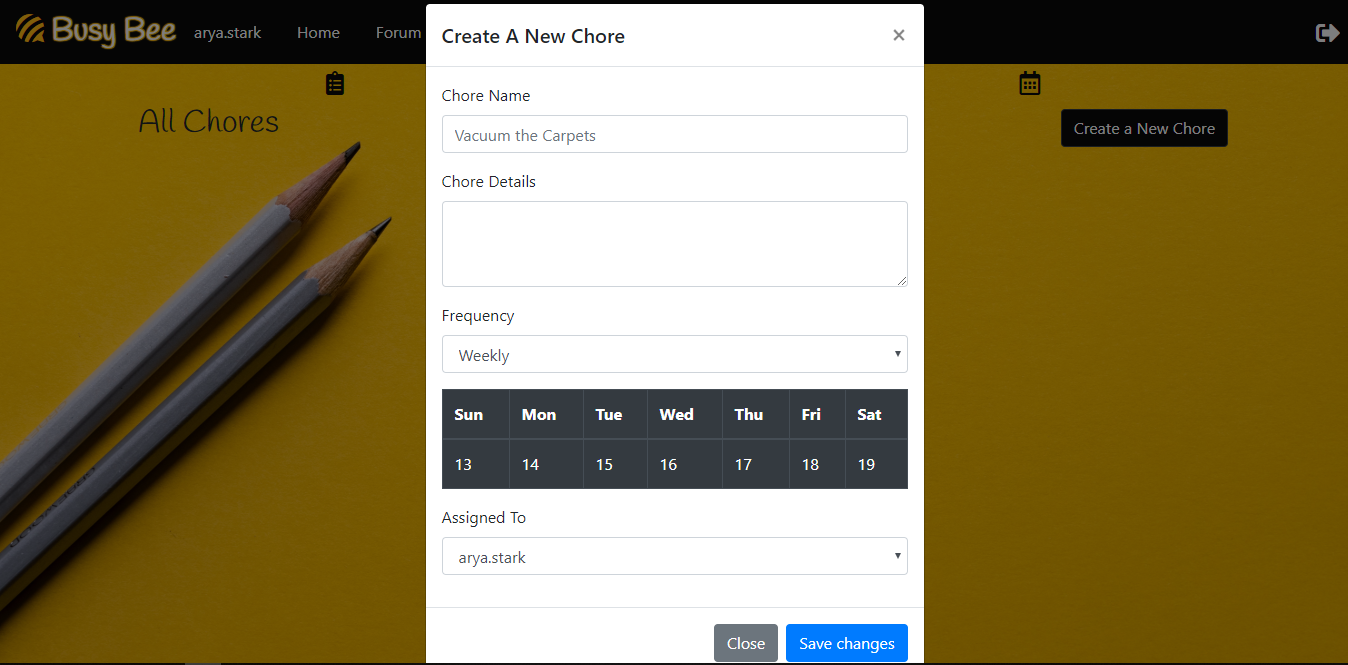 Busy Bee arya.stark Home Forum
All Chores
Create a New Chore
Create A New Chore ×
Chore Name
Vacuum the Carpets
Chore Details
Frequency
Weekly
Sun Mon Tue Wed Thu Fri Sat
13 14 15 16 17 18 19
Assigned To
arya.stark
Close Save changes